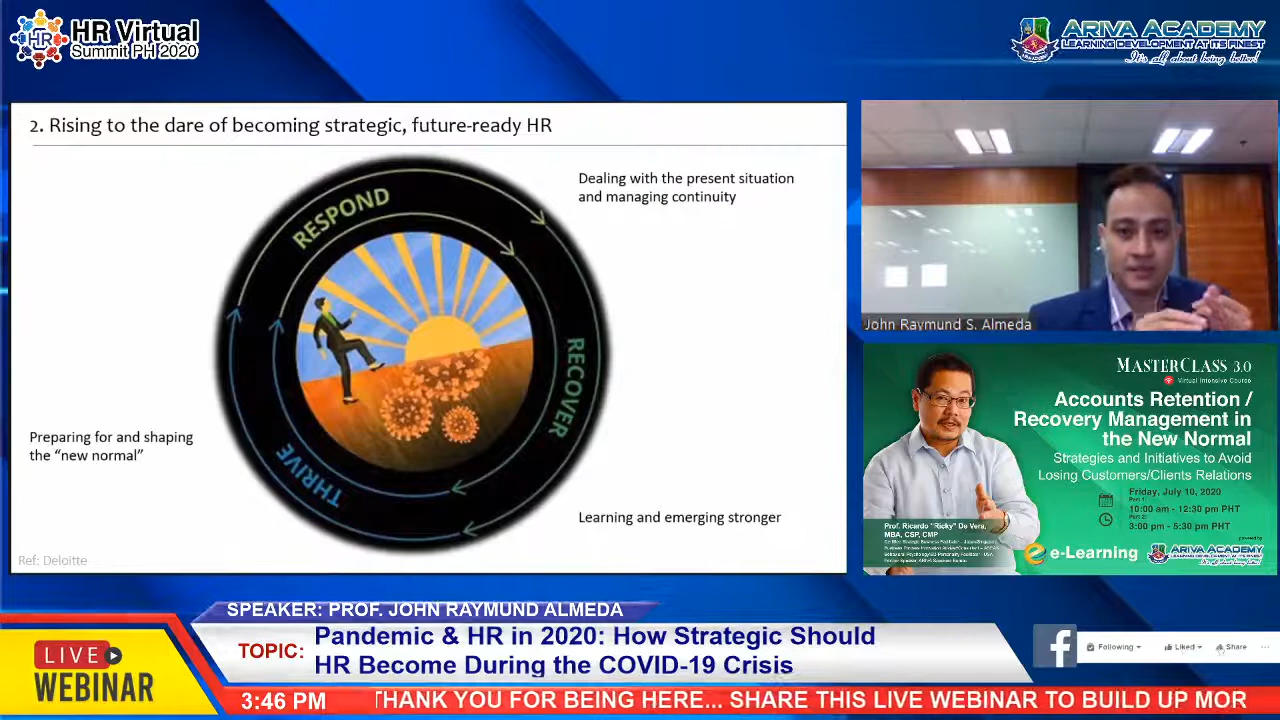 HR Virtual
Summit PH 2020
HR
ARIVA ACADEMY
LEARNING DEVELOPMENT AT ITS FINEST
It's all about being better!
2. Rising to the dare of becoming strategic, future-ready HR
RESPOND
Dealing with the present situation
and managing continuity
RECOVER
Learning and emerging stronger
THRIVE
Preparing for and shaping
the “new normal”
Ref: Deloitte
John Raymund S. Almeda
MASTERCLASS 3.0
Virtual Intensive Course
Accounts Retention /
Recovery Management in
the New Normal
Strategies and Initiatives to Avoid
Losing Customers/Clients Relations
Friday, July 10, 2020
Part 1:
10:00 am - 12:30 pm PHT
Part 2:
3:00 pm - 5:30 pm PHT
Prof. Ricardo "Ricky" De Vera,
MBA, CSP, CMP
powered by
e-Learning
ARIVA ACADEMY
SPEAKER: PROF. JOHN RAYMUND ALMEDA
TOPIC:
Pandemic & HR in 2020: How Strategic Should
HR Become During the COVID-19 Crisis
LIVE
WEBINAR
Following
Liked
Share
3:46 PM
THANK YOU FOR BEING HERE... SHARE THIS LIVE WEBINAR TO BUILD UP MOR